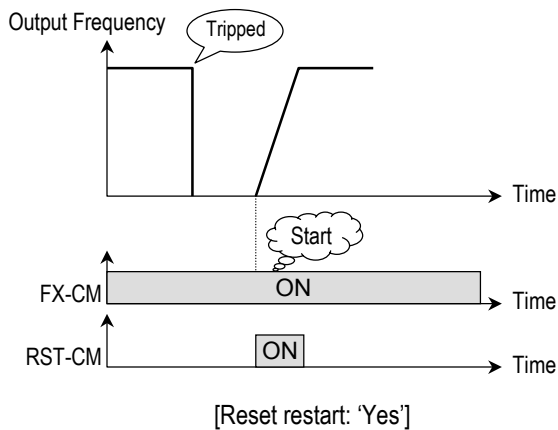 Output Frequency
Tripped
Time
Start
FX-CM
ON
Time
RST-CM
ON
Time
[Reset restart: ‘Yes’]